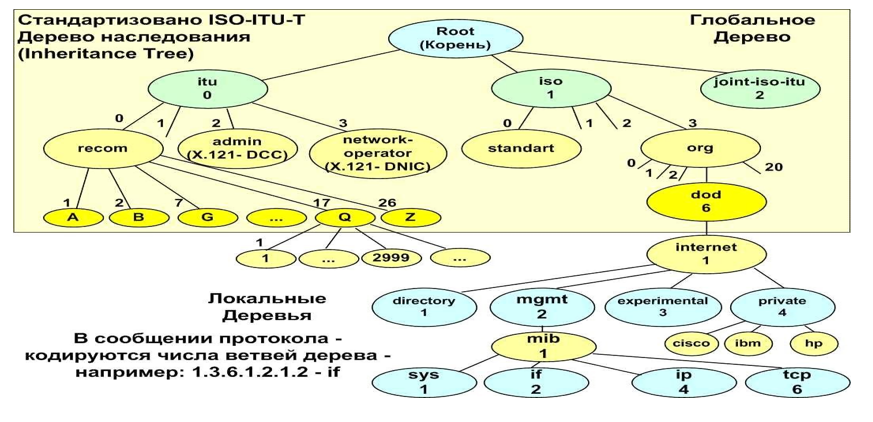 Стандартизовано ISO-ITU-T
Дерево наследования
(Inheritance Tree)
Глобальное
Дерево
Root
(Корень)
itu
0
iso
1
joint-iso-itu
2
0
1
2
3
0
1
2
3
recom
admin
(X.121- DCC)
network-
operator
(X.121- DNIC)
standart
org
0
1
2
20
dod
6
1
2
7
17
26
A
B
G
...
Q
Z
internet
1
1
1
...
2999
...
Локальные
Деревья
directory
1
mgmt
2
experimental
3
private
4
В сообщении протокола -
кодируются числа ветвей дерева -
например: 1.3.6.1.2.1.2 - if
mib
1
cisco
ibm
hp
sys
1
if
2
ip
4
tcp
6